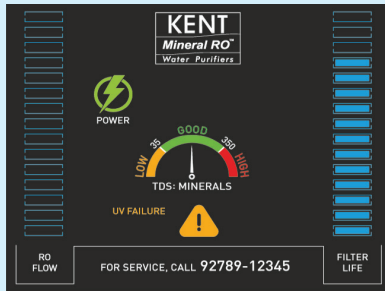 KENT
Mineral RO™
Water Purifiers
POWER
GOOD
35
350
LOW
HIGH
TDS: MINERALS
UV FAILURE
!
RO
FLOW
FOR SERVICE, CALL 92789-12345
FILTER
LIFE